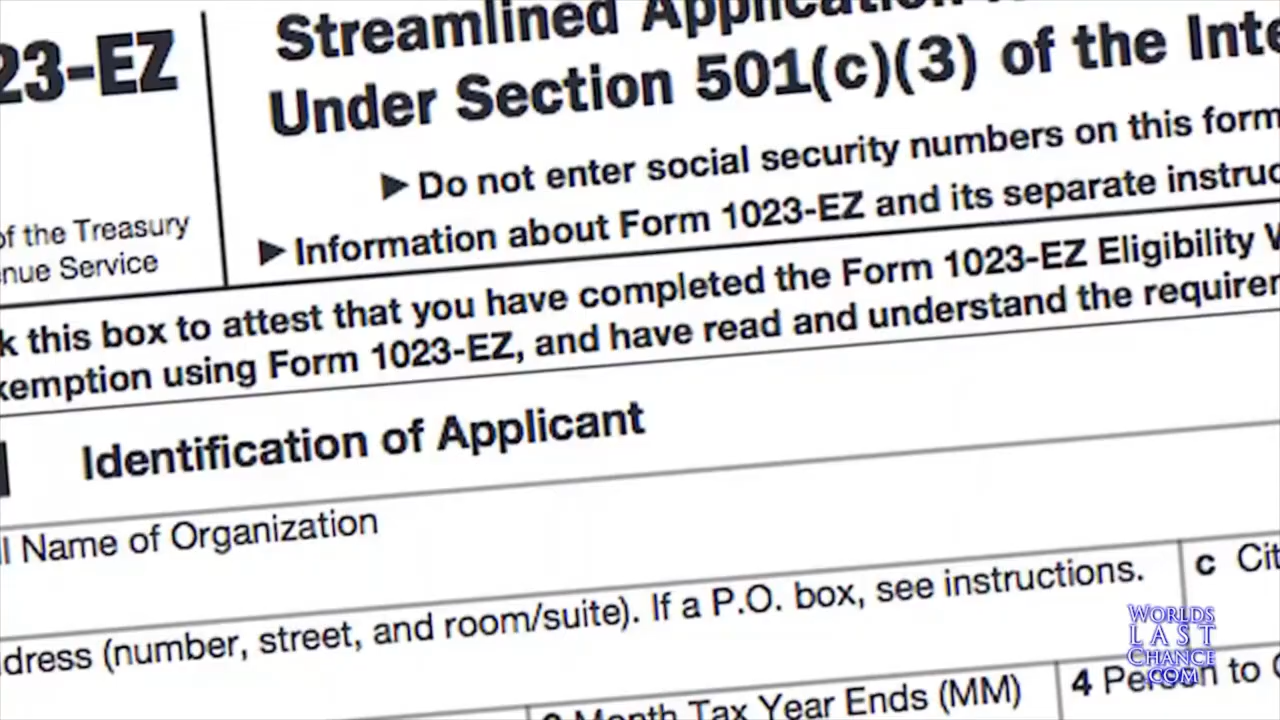 23-EZ
Streamlined Application
Under Section 501(c)(3) of the Inte
▶ Do not enter social security numbers on this form
▶ Information about Form 1023-EZ and its separate instruc
of the Treasury
nue Service
k this box to attest that you have completed the Form 1023-EZ Eligibility W
xemption using Form 1023-EZ, and have read and understand the requirem
Identification of Applicant
ll Name of Organization
ddress (number, street, and room/suite). If a P.O. box, see instructions.
c Cit
Month Tax Year Ends (MM)
4 Person to C
WORLDS
LAST
CHANCE
.COM